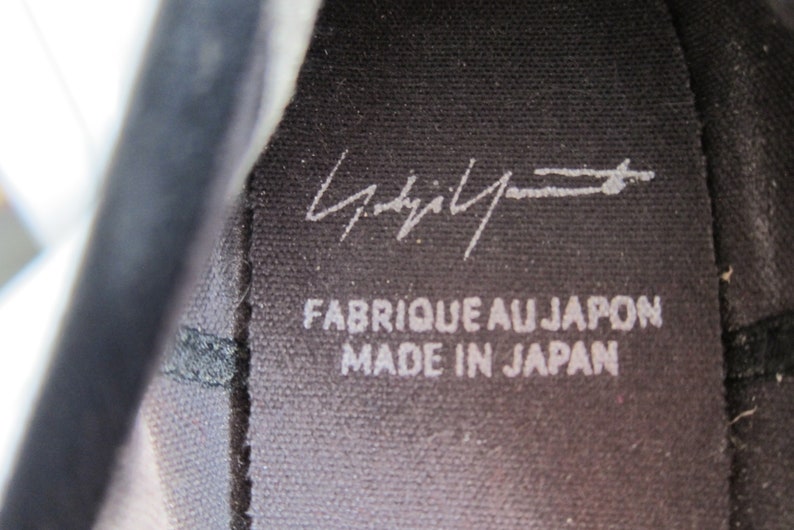 Yohji Yamamoto
FABRIQUE AU JAPON
MADE IN JAPAN